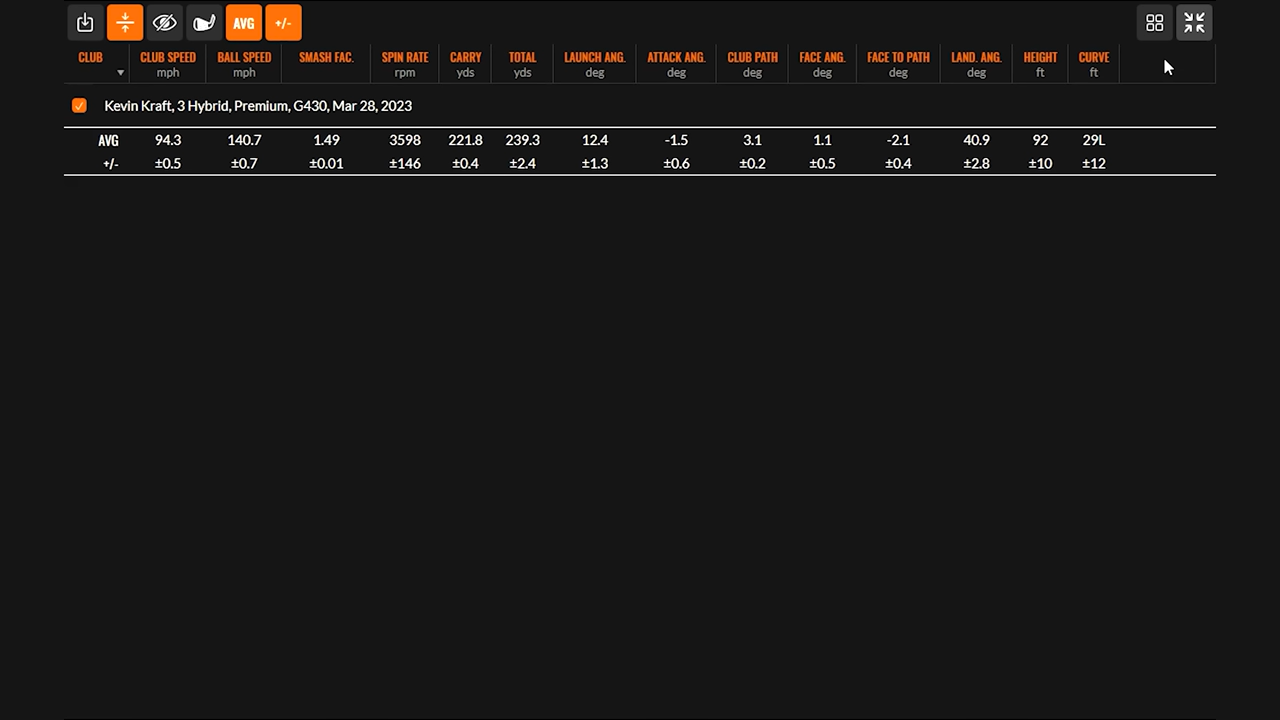 AVG +/-
CLUB CLUB SPEED BALL SPEED SMASH FAC. SPIN RATE CARRY TOTAL LAUNCH ANG. ATTACK ANG. CLUB PATH FACE ANG. FACE TO PATH LAND. ANG. HEIGHT CURVE
mph mph rpm yds yds deg deg deg deg deg deg ft ft
Kevin Kraft, 3 Hybrid, Premium, G430, Mar 28, 2023
AVG 94.3 140.7 1.49 3598 221.8 239.3 12.4 -1.5 3.1 1.1 -2.1 40.9 92 29L
+/- ±0.5 ±0.7 ±0.01 ±146 ±0.4 ±2.4 ±1.3 ±0.6 ±0.2 ±0.5 ±0.4 ±2.8 ±10 ±12